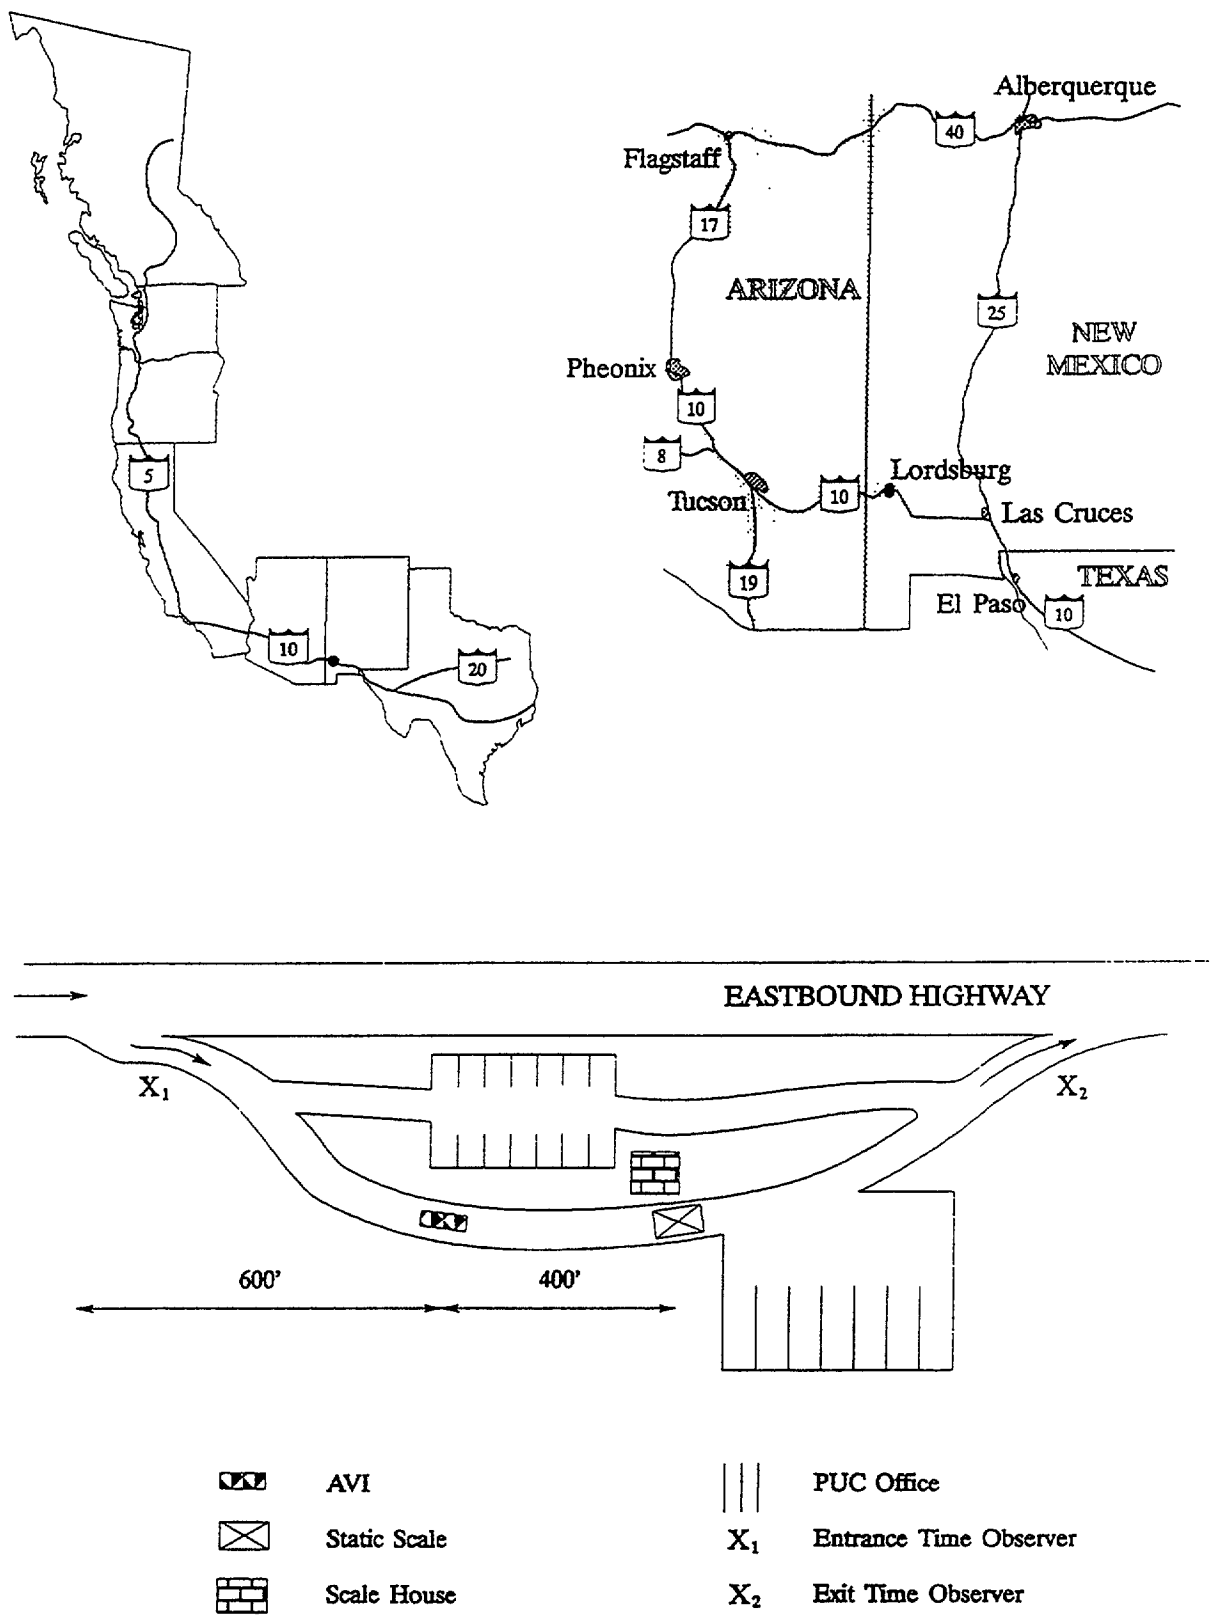 Alberquerque
40
Flagstaff
17
ARIZONA
25
NEW
MEXICO
Pheonix
10
8
5
Lordsburg
Tucson
10
Las Cruces
19
TEXAS
El Paso
10
10
20
EASTBOUND HIGHWAY
X₁
X₂
600'
400'
AVI
PUC Office
Static Scale
X₁ Entrance Time Observer
Scale House
X₂ Exit Time Observer